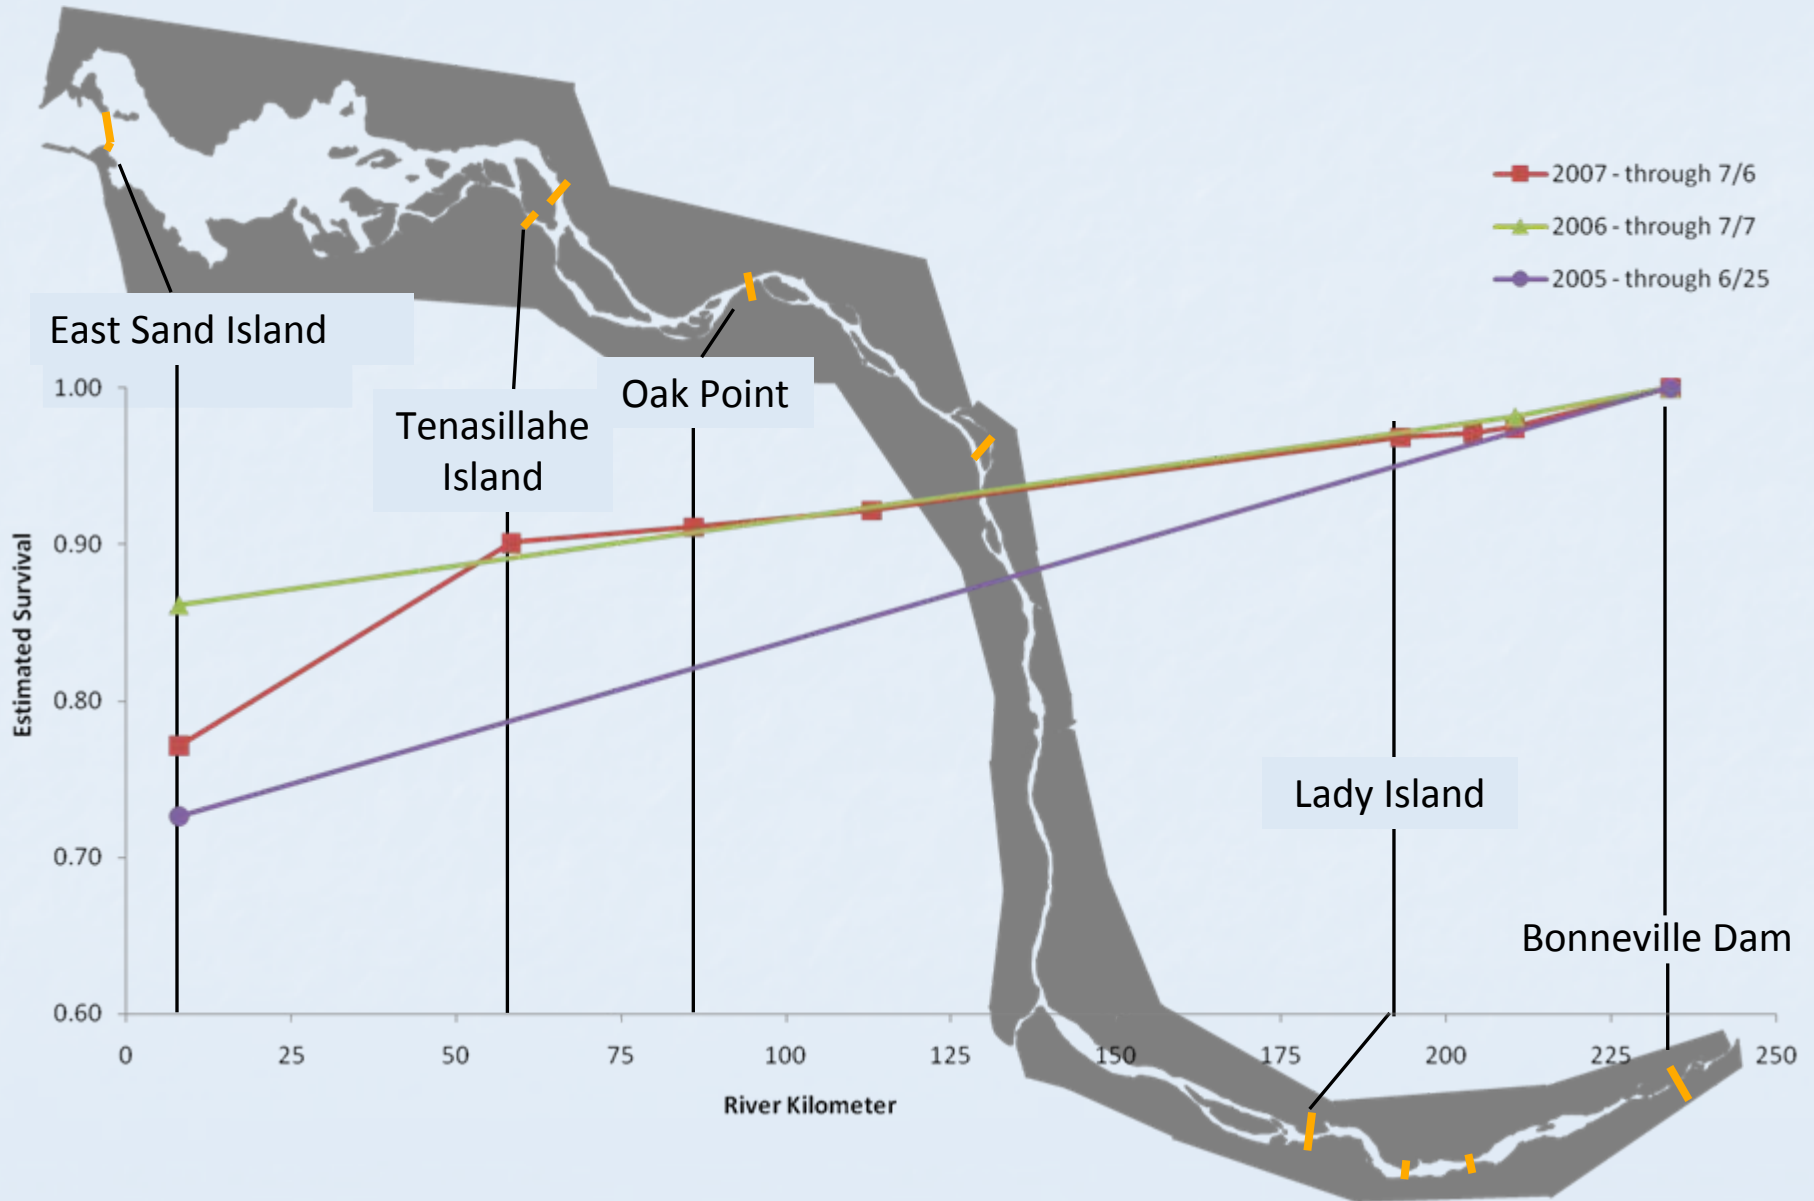 2007 - through 7/6
2006 - through 7/7
2005 - through 6/25
East Sand Island
Tenasillahe
Island
Oak Point
Lady Island
Bonneville Dam
Estimated Survival
1.00
0.90
0.80
0.70
0.60
0
25
50
75
100
125
150
175
200
225
250
River Kilometer